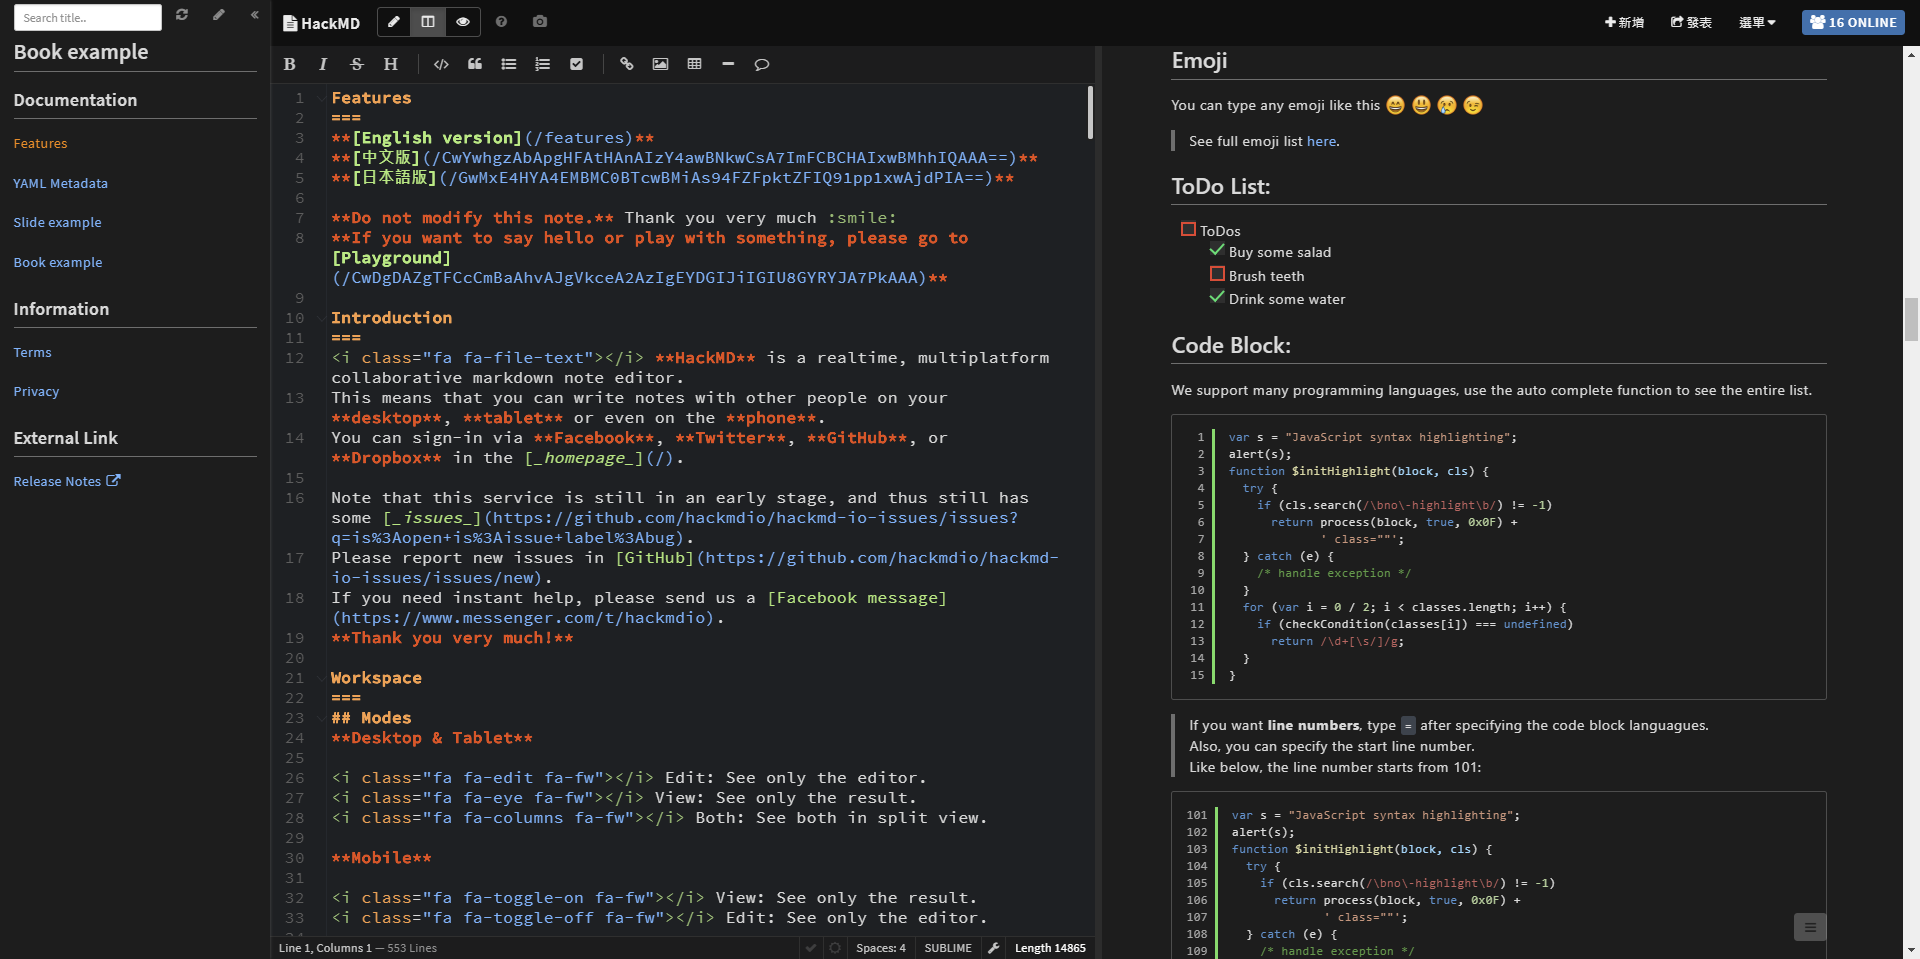 Search title..
Book example
Documentation
Features
YAML Metadata
Slide example
Book example
Information
Terms
Privacy
External Link
Release Notes
HackMD
新增
發表
選單
16 ONLINE
B I S H
1 Features
2 ===
3 **[English version](/features)**
4 **[中文版](/CwYwhgzAbApgHFAtHAnAIzY4awBNkwCsA7ImFCBCHAIxwBMhhIQAAA==)**
5 **[日本語版](/GwMxE4HYA4EMBMC0BTcwBMiAs94FZFpktZFIQ91pp1xwAjdPIA==)**
6
7 **Do not modify this note.** Thank you very much :smile:
8 **If you want to say hello or play with something, please go to
[Playground]
(/CwDgDAZgTFCcCmBaAhvAJgVkceA2AzIgEYDGIJiIGIU8GYRYJA7PkAAA)**
9
10 Introduction
11 ===
12 <i class="fa fa-file-text"></i> **HackMD** is a realtime, multiplatform
collaborative markdown note editor.
13 This means that you can write notes with other people on your
**desktop**, **tablet** or even on the **phone**.
14 You can sign-in via **Facebook**, **Twitter**, **GitHub**, or
**Dropbox** in the [_homepage_](/).
15
16 Note that this service is still in an early stage, and thus still has
some [_issues_](https://github.com/hackmdio/hackmd-io-issues/issues?
q=is%3Aopen+is%3Aissue+label%3Abug).
17 Please report new issues in [GitHub](https://github.com/hackmdio/hackmd-
io-issues/issues/new).
18 If you need instant help, please send us a [Facebook message]
(https://www.messenger.com/t/hackmdio).
19 **Thank you very much!**
20
21 Workspace
22 ===
23 ## Modes
24 **Desktop & Tablet**
25
26 <i class="fa fa-edit fa-fw"></i> Edit: See only the editor.
27 <i class="fa fa-eye fa-fw"></i> View: See only the result.
28 <i class="fa fa-columns fa-fw"></i> Both: See both in split view.
29
30 **Mobile**
31
32 <i class="fa fa-toggle-on fa-fw"></i> View: See only the result.
33 <i class="fa fa-toggle-off fa-fw"></i> Edit: See only the editor.
Line 1, Columns 1 — 553 Lines
Spaces: 4
SUBLIME
Length 14865
Emoji
You can type any emoji like this 😄 😃 😢 😉
See full emoji list here.
ToDo List:
ToDos
Buy some salad
Brush teeth
Drink some water
Code Block:
We support many programming languages, use the auto complete function to see the entire list.
1 var s = "JavaScript syntax highlighting";
2 alert(s);
3 function $initHighlight(block, cls) {
4 try {
5 if (cls.search(/\bno\-highlight\b/) != -1)
6 return process(block, true, 0x0F) +
7 ' class=""';
8 } catch (e) {
9 /* handle exception */
10 }
11 for (var i = 0 / 2; i < classes.length; i++) {
12 if (checkCondition(classes[i]) === undefined)
13 return /\d+[\s/]/g;
14 }
15 }
If you want line numbers, type = after specifying the code block languagues.
Also, you can specify the start line number.
Like below, the line number starts from 101:
101 var s = "JavaScript syntax highlighting";
102 alert(s);
103 function $initHighlight(block, cls) {
104 try {
105 if (cls.search(/\bno\-highlight\b/) != -1)
106 return process(block, true, 0x0F) +
107 ' class=""';
108 } catch (e) {
109 /* handle exception */